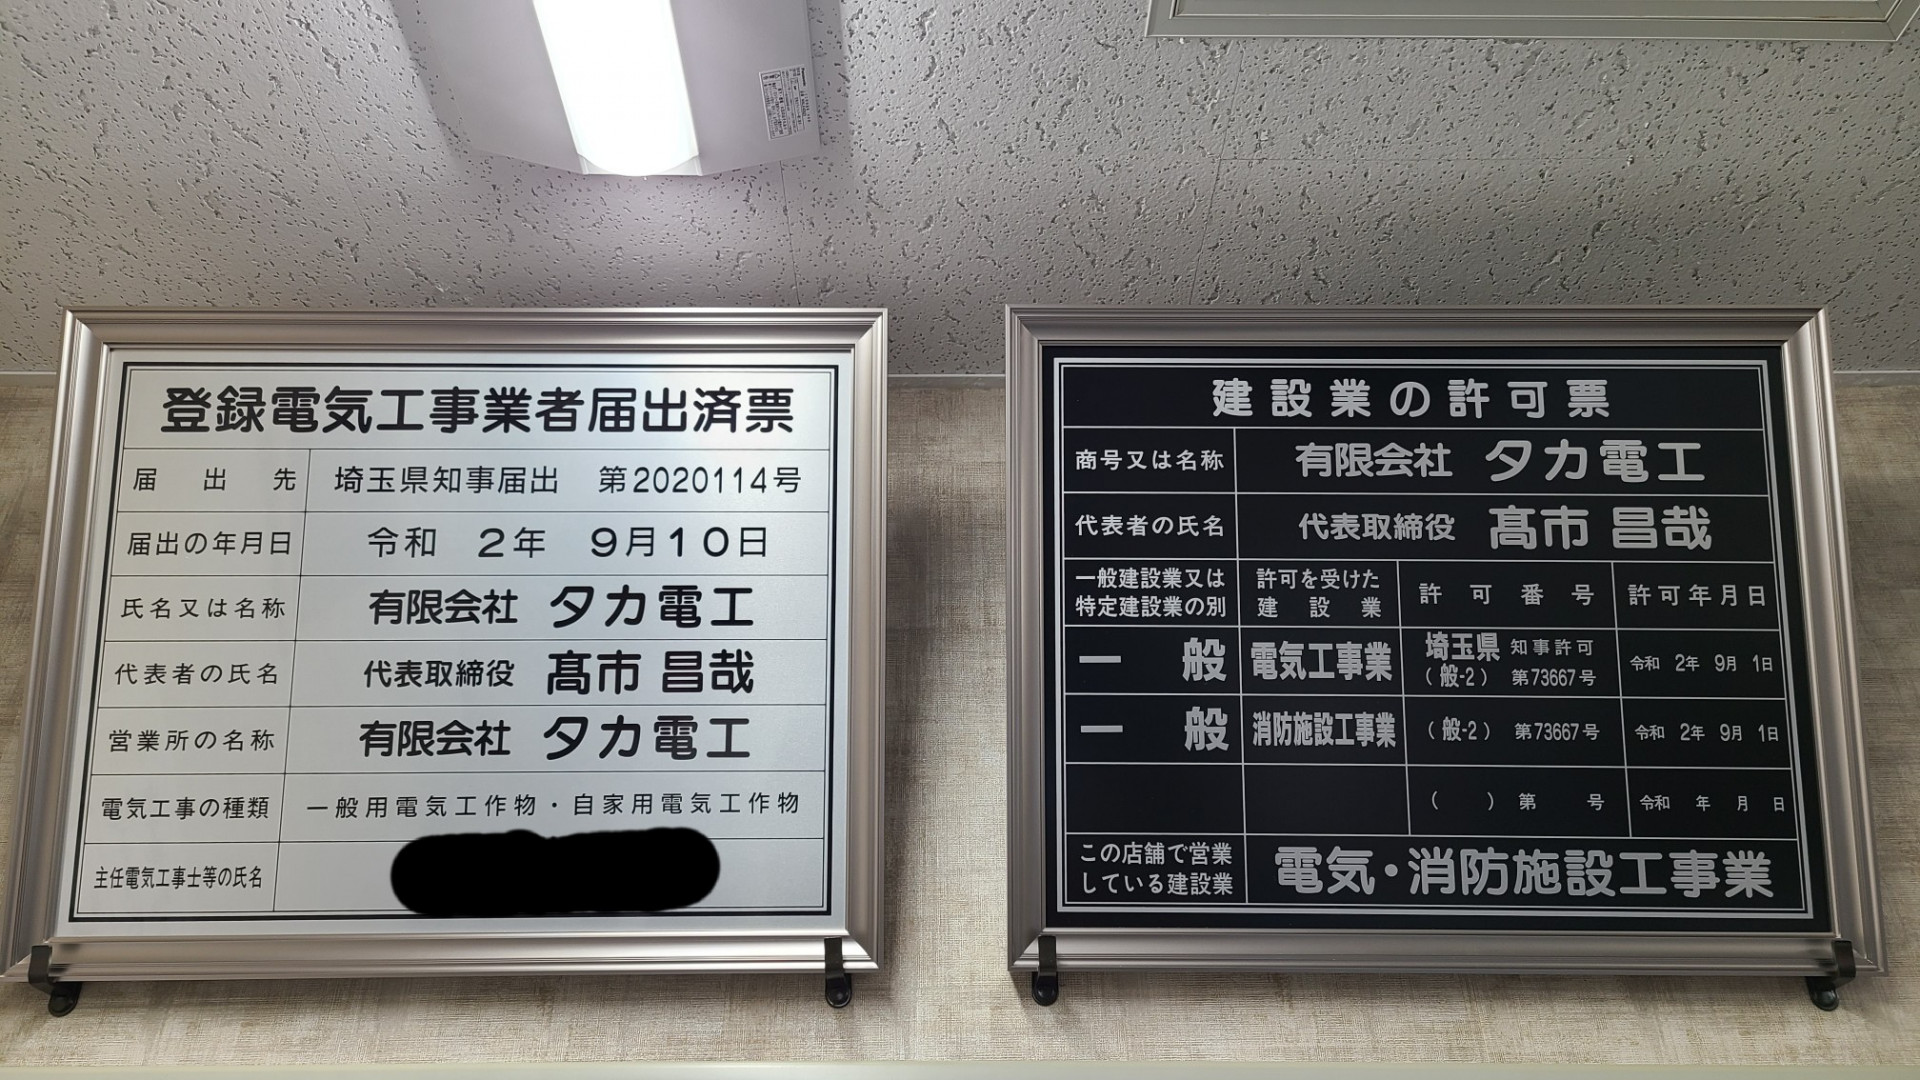 登録電気工事業者届出済票
届出先 埼玉県知事届出 第2020114号
届出の年月日 令和 2年 9月10日
氏名又は名称 有限会社 タカ電工
代表者の氏名 代表取締役 髙市 昌哉
営業所の名称 有限会社 タカ電工
電気工事の種類 一般用電気工作物・自家用電気工作物
主任電気工事士等の氏名
建設業の許可票
商号又は名称 有限会社 タカ電工
代表者の氏名 代表取締役 髙市 昌哉
一般建設業又は
特定建設業の別
許可を受けた
建設業
許可番号
許可年月日
一般 電気工事業 埼玉県 知事許可
(般-2) 第73667号
令和 2年 9月 1日
一般 消防施設工事業 (般-2) 第73667号 令和 2年 9月 1日
( ) 第 号 令和 年 月 日
この店舗で営業
している建設業
電気・消防施設工事業